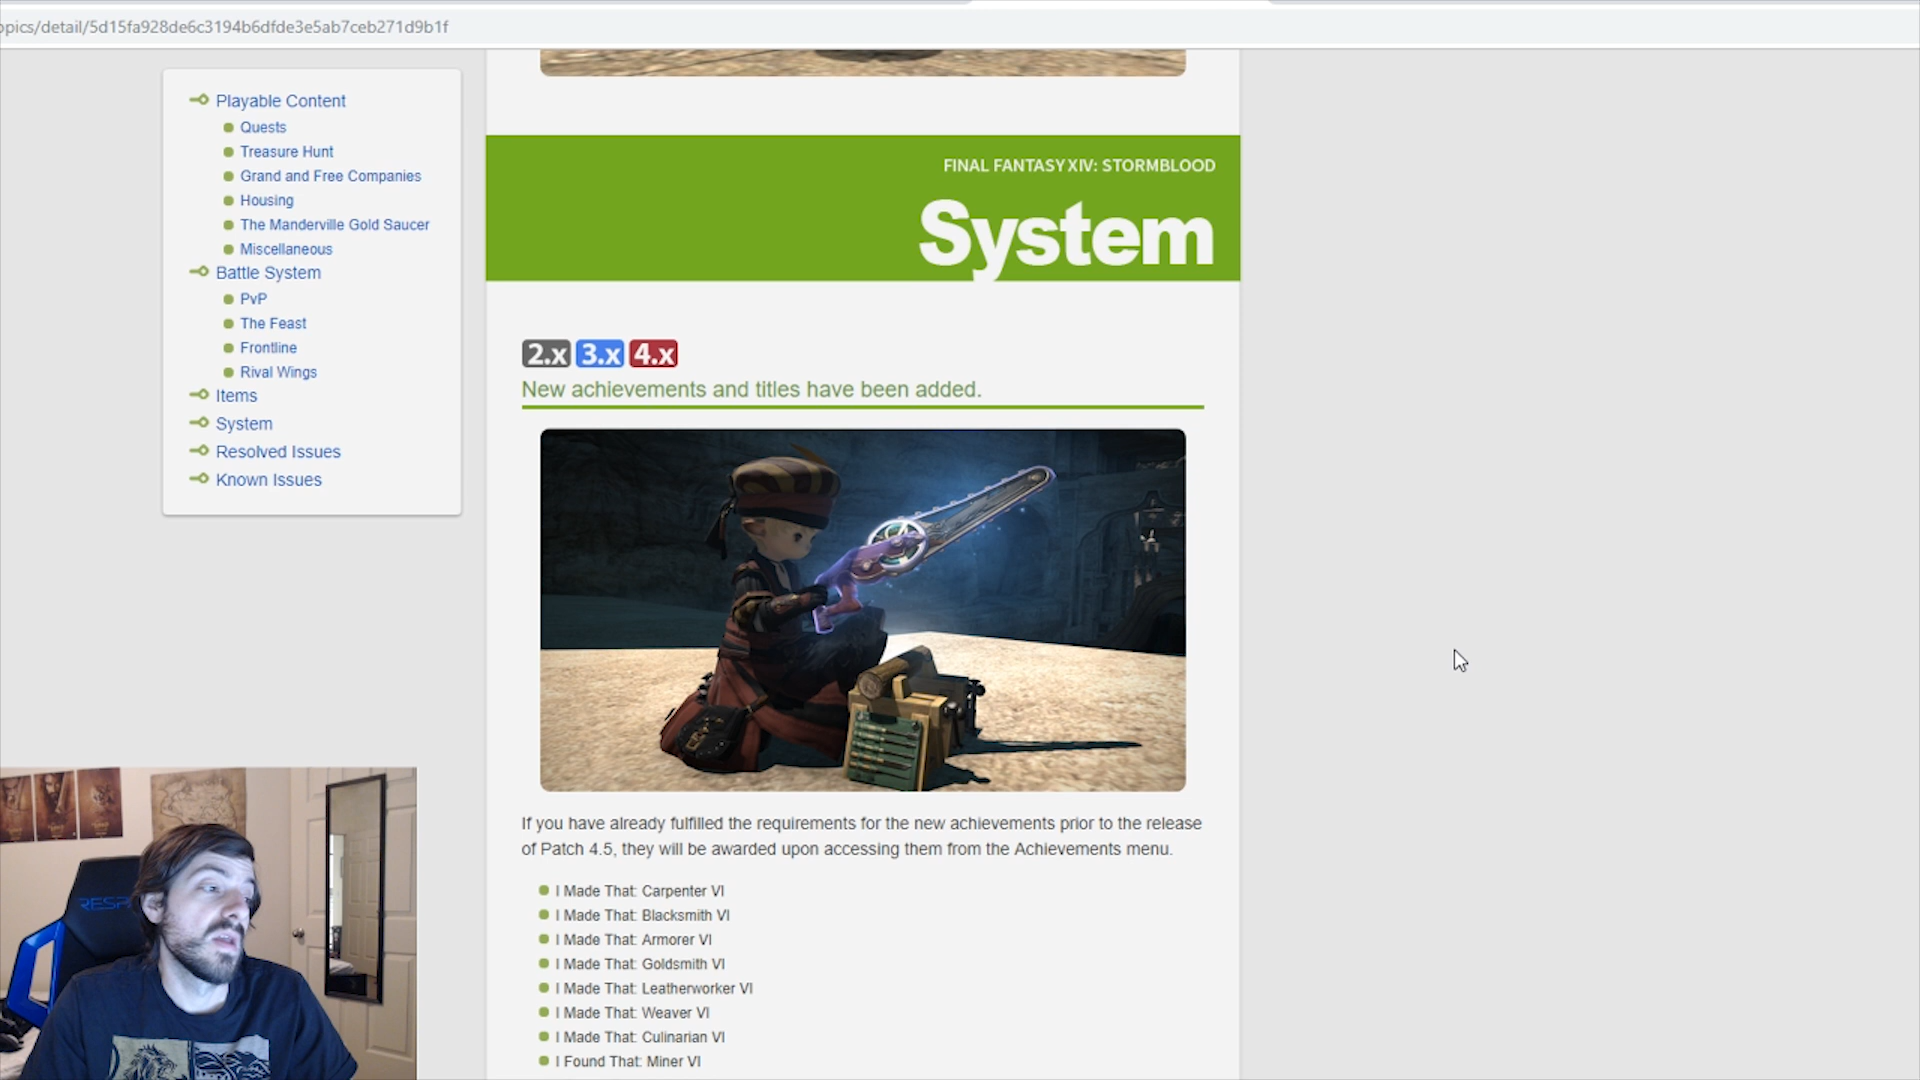 opics/detail/5d15fa928de6c3194b6dfde3e5ab7ceb271d9b1f
Playable Content
Quests
Treasure Hunt
Grand and Free Companies
Housing
The Manderville Gold Saucer
Miscellaneous
Battle System
PvP
The Feast
Frontline
Rival Wings
Items
System
Resolved Issues
Known Issues
FINAL FANTASY XIV: STORMBLOOD
System
2.x 3.x 4.x
New achievements and titles have been added.
If you have already fulfilled the requirements for the new achievements prior to the release
of Patch 4.5, they will be awarded upon accessing them from the Achievements menu.
I Made That: Carpenter VI
I Made That: Blacksmith VI
I Made That: Armorer VI
I Made That: Goldsmith VI
I Made That: Leatherworker VI
I Made That: Weaver VI
I Made That: Culinarian VI
I Found That: Miner VI
RESP